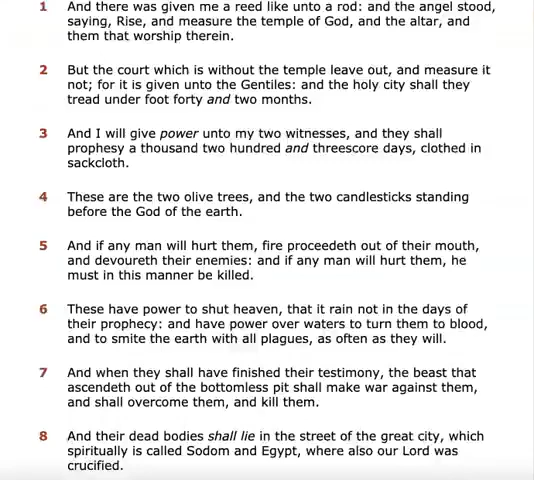 1 And there was given me a reed like unto a rod: and the angel stood,
saying, Rise, and measure the temple of God, and the altar, and
them that worship therein.
2 But the court which is without the temple leave out, and measure it
not; for it is given unto the Gentiles: and the holy city shall they
tread under foot forty and two months.
3 And I will give power unto my two witnesses, and they shall
prophesy a thousand two hundred and threescore days, clothed in
sackcloth.
4 These are the two olive trees, and the two candlesticks standing
before the God of the earth.
5 And if any man will hurt them, fire proceedeth out of their mouth,
and devoureth their enemies: and if any man will hurt them, he
must in this manner be killed.
6 These have power to shut heaven, that it rain not in the days of
their prophecy: and have power over waters to turn them to blood,
and to smite the earth with all plagues, as often as they will.
7 And when they shall have finished their testimony, the beast that
ascendeth out of the bottomless pit shall make war against them,
and shall overcome them, and kill them.
8 And their dead bodies shall lie in the street of the great city, which
spiritually is called Sodom and Egypt, where also our Lord was
crucified.